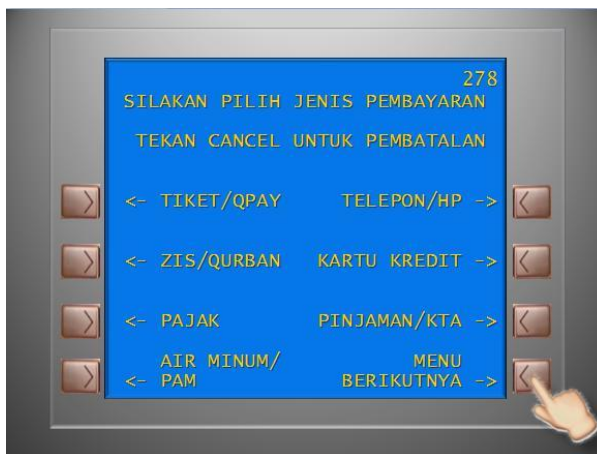 278
SILAKAN PILIH JENIS PEMBAYARAN
TEKAN CANCEL UNTUK PEMBATALAN
<- TIKET/QPAY TELEPON/HP ->
<- ZIS/QURBAN KARTU KREDIT ->
<- PAJAK PINJAMAN/KTA ->
AIR MINUM/ MENU
<- PAM BERIKUTNYA ->